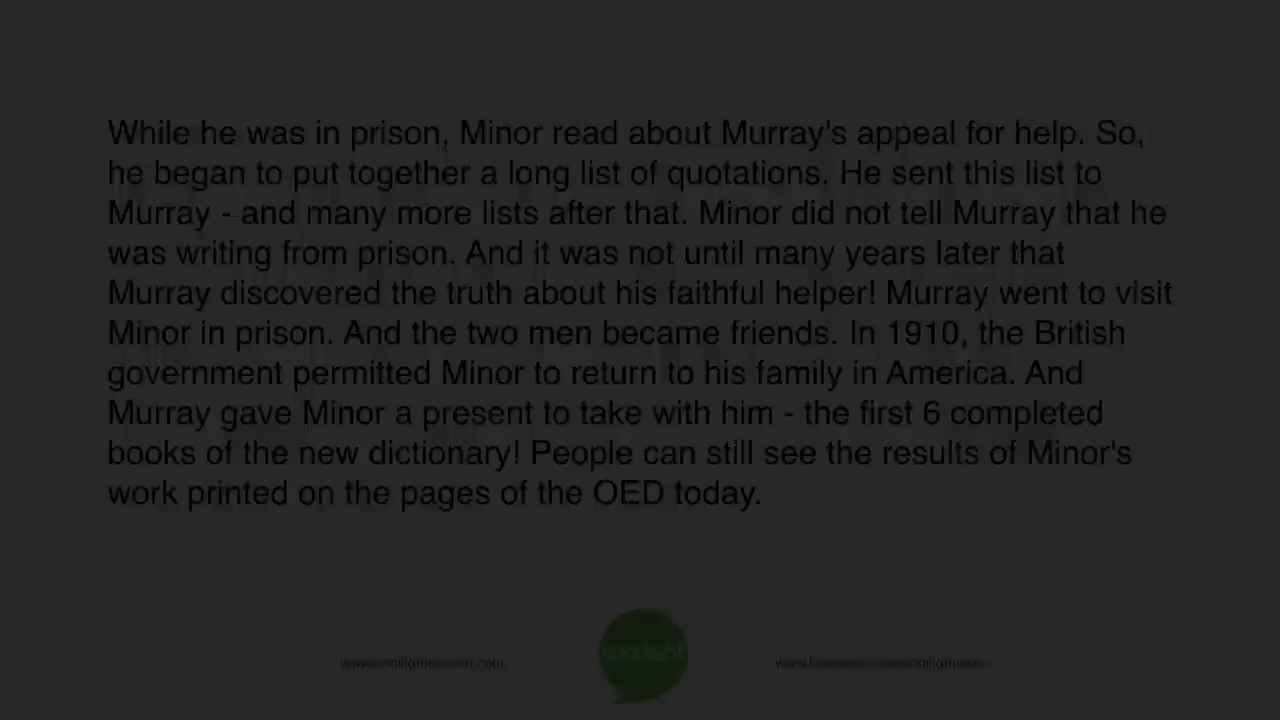 While he was in prison, Minor read about Murray's appeal for help. So,
he began to put together a long list of quotations. He sent this list to
Murray - and many more lists after that. Minor did not tell Murray that he
was writing from prison. And it was not until many years later that
Murray discovered the truth about his faithful helper! Murray went to visit
Minor in prison. And the two men became friends. In 1910, the British
government permitted Minor to return to his family in America. And
Murray gave Minor a present to take with him - the first 6 completed
books of the new dictionary! People can still see the results of Minor's
work printed on the pages of the OED today.